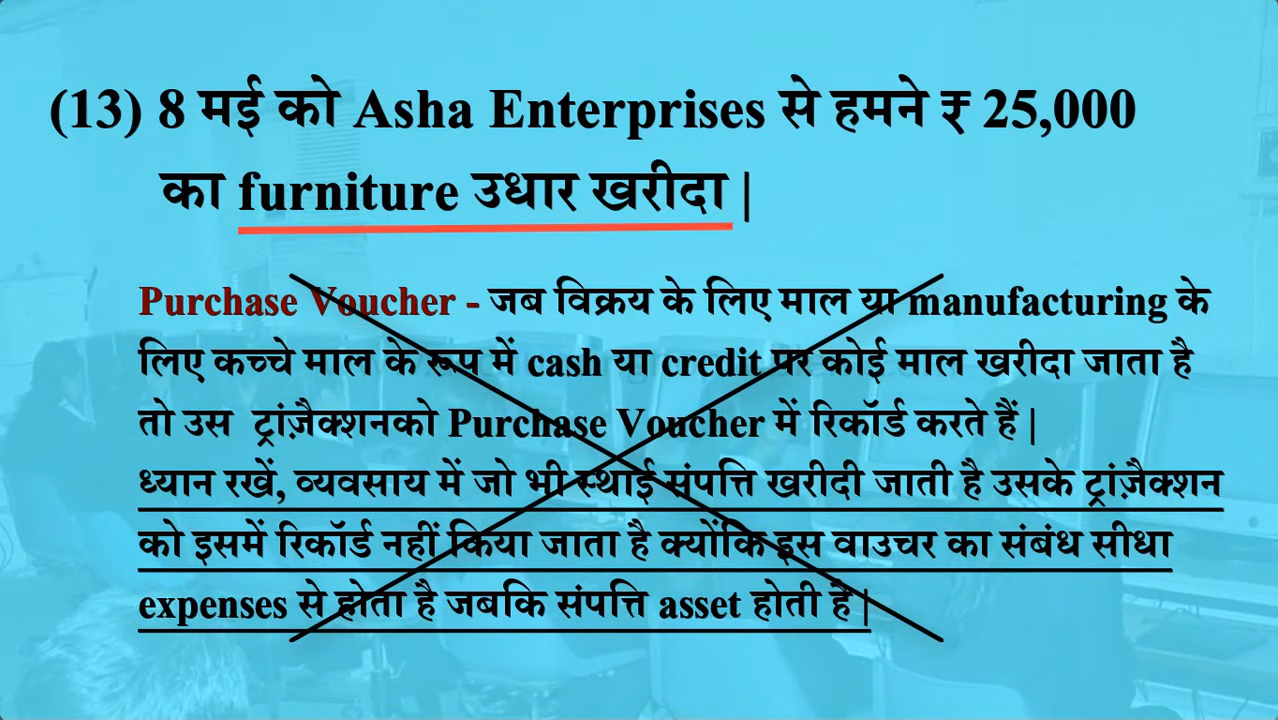 (13) 8 मई को Asha Enterprises से हमने ₹ 25,000
का furniture उधार खरीदा |
Purchase Voucher - जब विक्रय के लिए माल या manufacturing के
लिए कच्चे माल के रूप में cash या credit पर कोई माल खरीदा जाता है
तो उस ट्रांज़ैक्शनको Purchase Voucher में रिकॉर्ड करते हैं |
ध्यान रखें, व्यवसाय में जो भी स्थाई संपत्ति खरीदी जाती है उसके ट्रांज़ैक्शन
को इसमें रिकॉर्ड नहीं किया जाता है क्योंकि इस वाउचर का संबंध सीधा
expenses से होता है जबकि संपत्ति asset होती है |